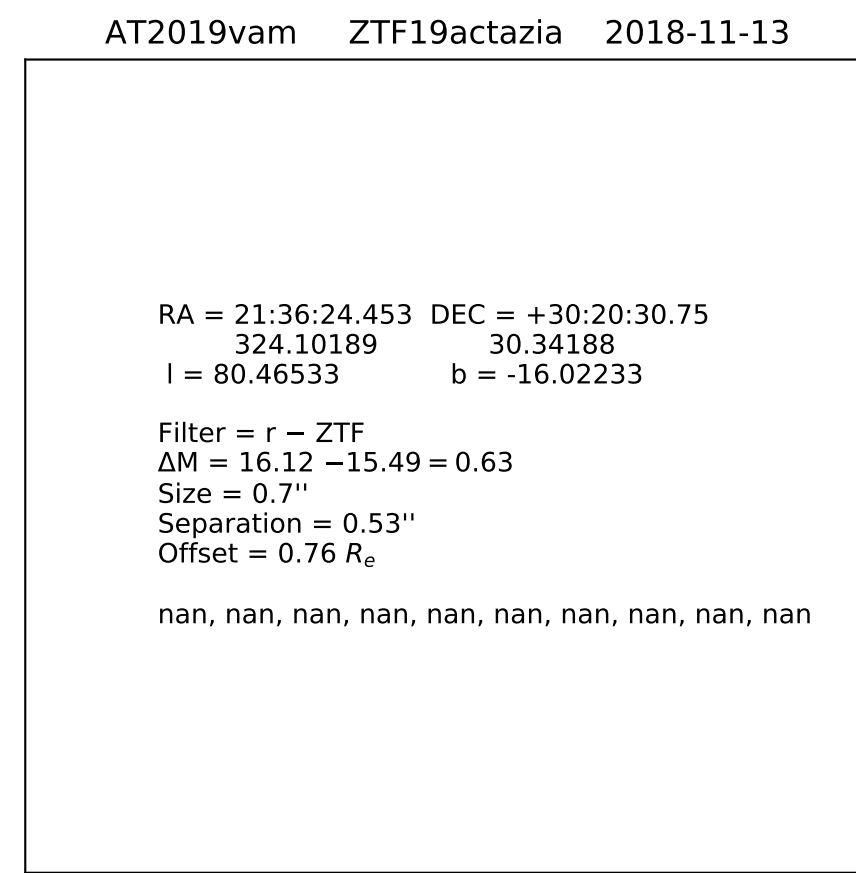 AT2019vam ZTF19actazia 2018-11-13
RA = 21:36:24.453 DEC = +30:20:30.75
324.10189 30.34188
l = 80.46533 b = -16.02233
Filter = r − ZTF
ΔM = 16.12 −15.49 = 0.63
Size = 0.7''
Separation = 0.53''
Offset = 0.76 Rₑ
nan, nan, nan, nan, nan, nan, nan, nan, nan, nan